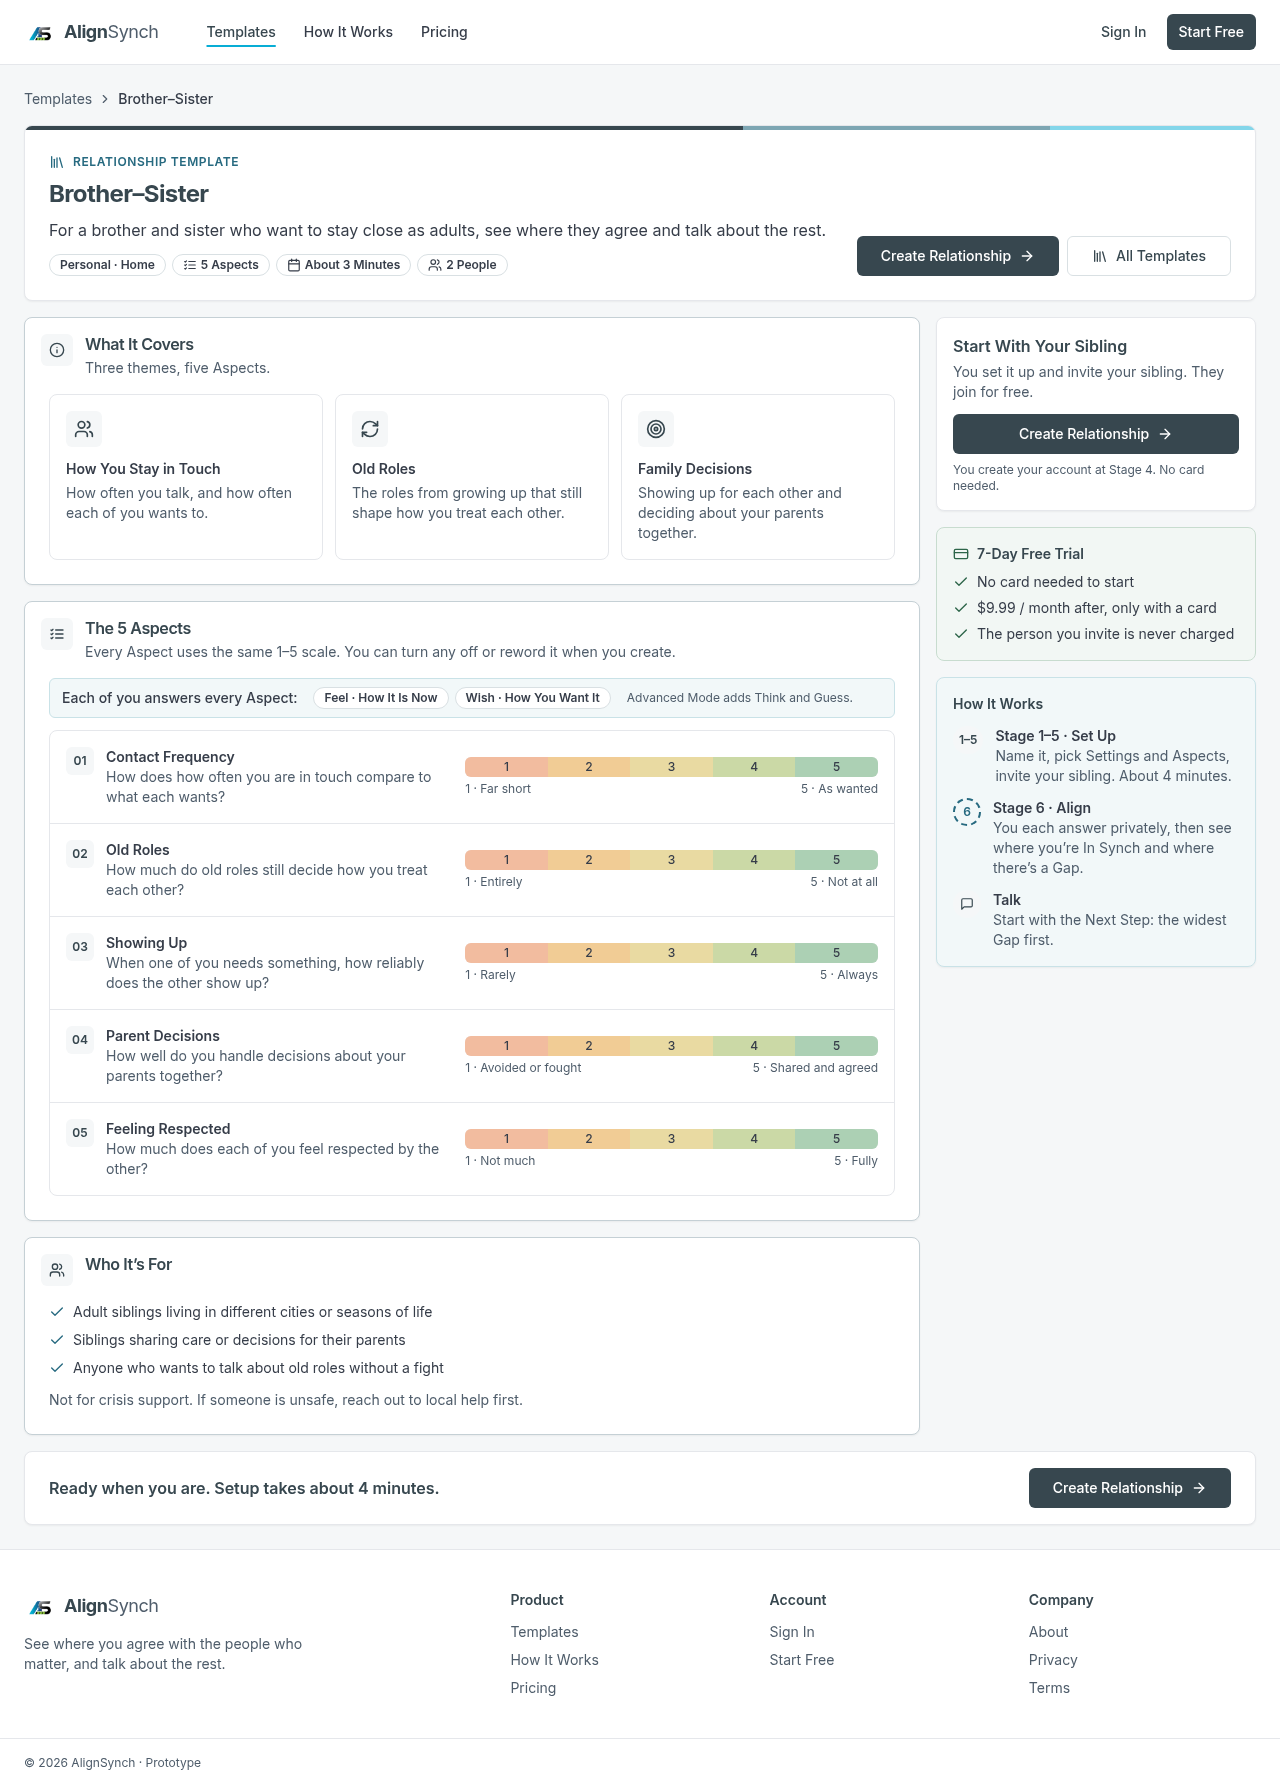 AlignSynch
Templates
How It Works
Pricing
Sign In
Start Free
Templates > Brother–Sister
RELATIONSHIP TEMPLATE
Brother–Sister
For a brother and sister who want to stay close as adults, see where they agree and talk about the rest.
Personal · Home
5 Aspects
About 3 Minutes
2 People
Create Relationship →
All Templates
What It Covers
Three themes, five Aspects.
How You Stay in Touch
How often you talk, and how often
each of you wants to.
Old Roles
The roles from growing up that still
shape how you treat each other.
Family Decisions
Showing up for each other and
deciding about your parents
together.
The 5 Aspects
Every Aspect uses the same 1–5 scale. You can turn any off or reword it when you create.
Each of you answers every Aspect:
Feel · How It Is Now
Wish · How You Want It
Advanced Mode adds Think and Guess.
01
Contact Frequency
How does how often you are in touch compare to
what each wants?
1 2 3 4 5
1 · Far short
5 · As wanted
02
Old Roles
How much do old roles still decide how you treat
each other?
1 2 3 4 5
1 · Entirely
5 · Not at all
03
Showing Up
When one of you needs something, how reliably
does the other show up?
1 2 3 4 5
1 · Rarely
5 · Always
04
Parent Decisions
How well do you handle decisions about your
parents together?
1 2 3 4 5
1 · Avoided or fought
5 · Shared and agreed
05
Feeling Respected
How much does each of you feel respected by the
other?
1 2 3 4 5
1 · Not much
5 · Fully
Who It's For
Adult siblings living in different cities or seasons of life
Siblings sharing care or decisions for their parents
Anyone who wants to talk about old roles without a fight
Not for crisis support. If someone is unsafe, reach out to local help first.
Start With Your Sibling
You set it up and invite your sibling. They
join for free.
Create Relationship →
You create your account at Stage 4. No card
needed.
7-Day Free Trial
No card needed to start
$9.99 / month after, only with a card
The person you invite is never charged
How It Works
1–5
Stage 1–5 · Set Up
Name it, pick Settings and Aspects,
invite your sibling. About 4 minutes.
6
Stage 6 · Align
You each answer privately, then see
where you're In Synch and where
there's a Gap.
Talk
Start with the Next Step: the widest
Gap first.
Ready when you are. Setup takes about 4 minutes.
Create Relationship →
AlignSynch
See where you agree with the people who
matter, and talk about the rest.
Product
Templates
How It Works
Pricing
Account
Sign In
Start Free
Company
About
Privacy
Terms
© 2026 AlignSynch · Prototype